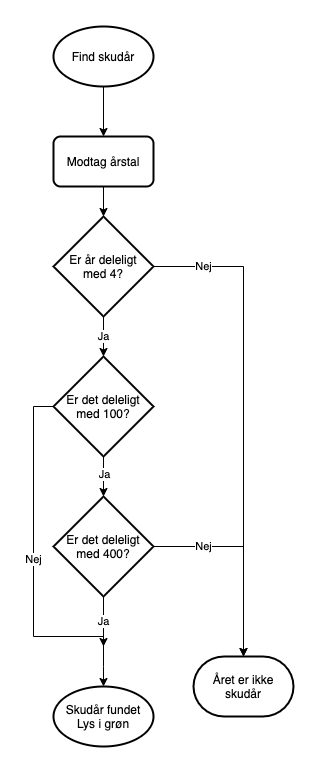 Find skudår
Modtag årstal
Er år deleligt
med 4?
Nej
Ja
Er det deleligt
med 100?
Ja
Er det deleligt
med 400?
Nej
Nej
Ja
Året er ikke
skudår
Skudår fundet
Lys i grøn